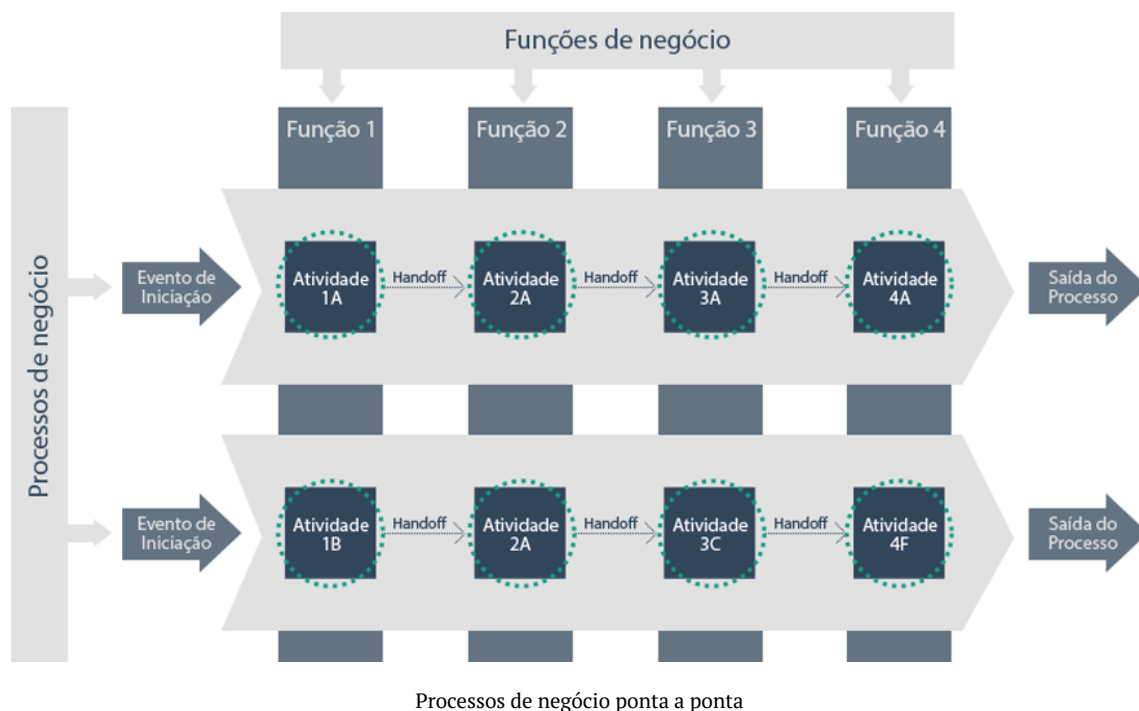 Funções de negócio
Função 1
Função 2
Função 3
Função 4
Processos de negócio
Evento de
Iniciação
Atividade
1A
Handoff
Atividade
2A
Handoff
Atividade
3A
Handoff
Atividade
4A
Saída do
Processo
Evento de
Iniciação
Atividade
1B
Handoff
Atividade
2A
Handoff
Atividade
3C
Handoff
Atividade
4F
Saída do
Processo
Processos de negócio ponta a ponta